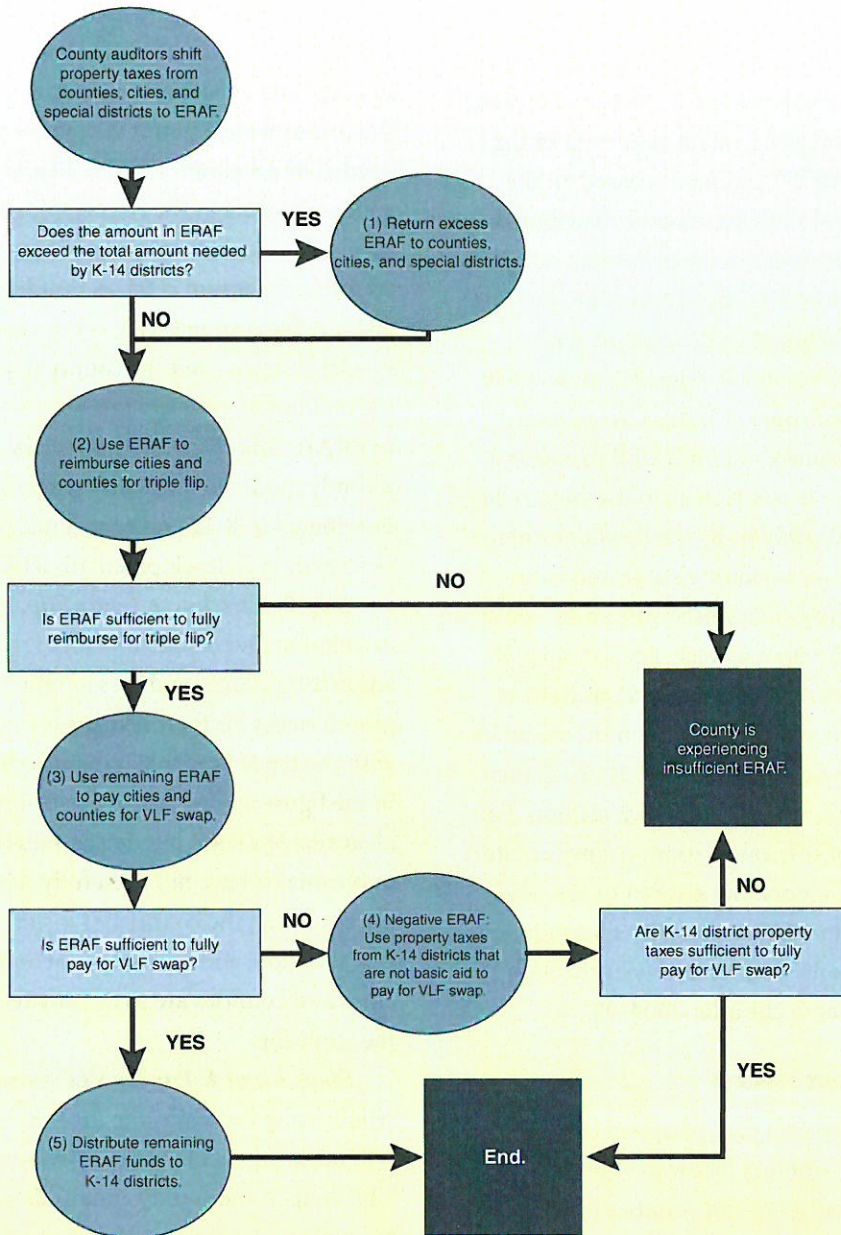 County auditors shift
property taxes from
counties, cities, and
special districts to ERAF.
Does the amount in ERAF
exceed the total amount needed
by K-14 districts?
YES
(1) Return excess
ERAF to counties,
cities, and special districts.
NO
(2) Use ERAF to
reimburse cities and
counties for triple flip.
Is ERAF sufficient to fully
reimburse for triple flip?
NO
YES
County is
experiencing
insufficient ERAF.
(3) Use remaining ERAF
to pay cities and
counties for VLF swap.
Is ERAF sufficient to fully
pay for VLF swap?
NO
(4) Negative ERAF:
Use property taxes
from K-14 districts that
are not basic aid to
pay for VLF swap.
Are K-14 district property
taxes sufficient to fully
pay for VLF swap?
NO
YES
YES
(5) Distribute remaining
ERAF funds to
K-14 districts.
End.